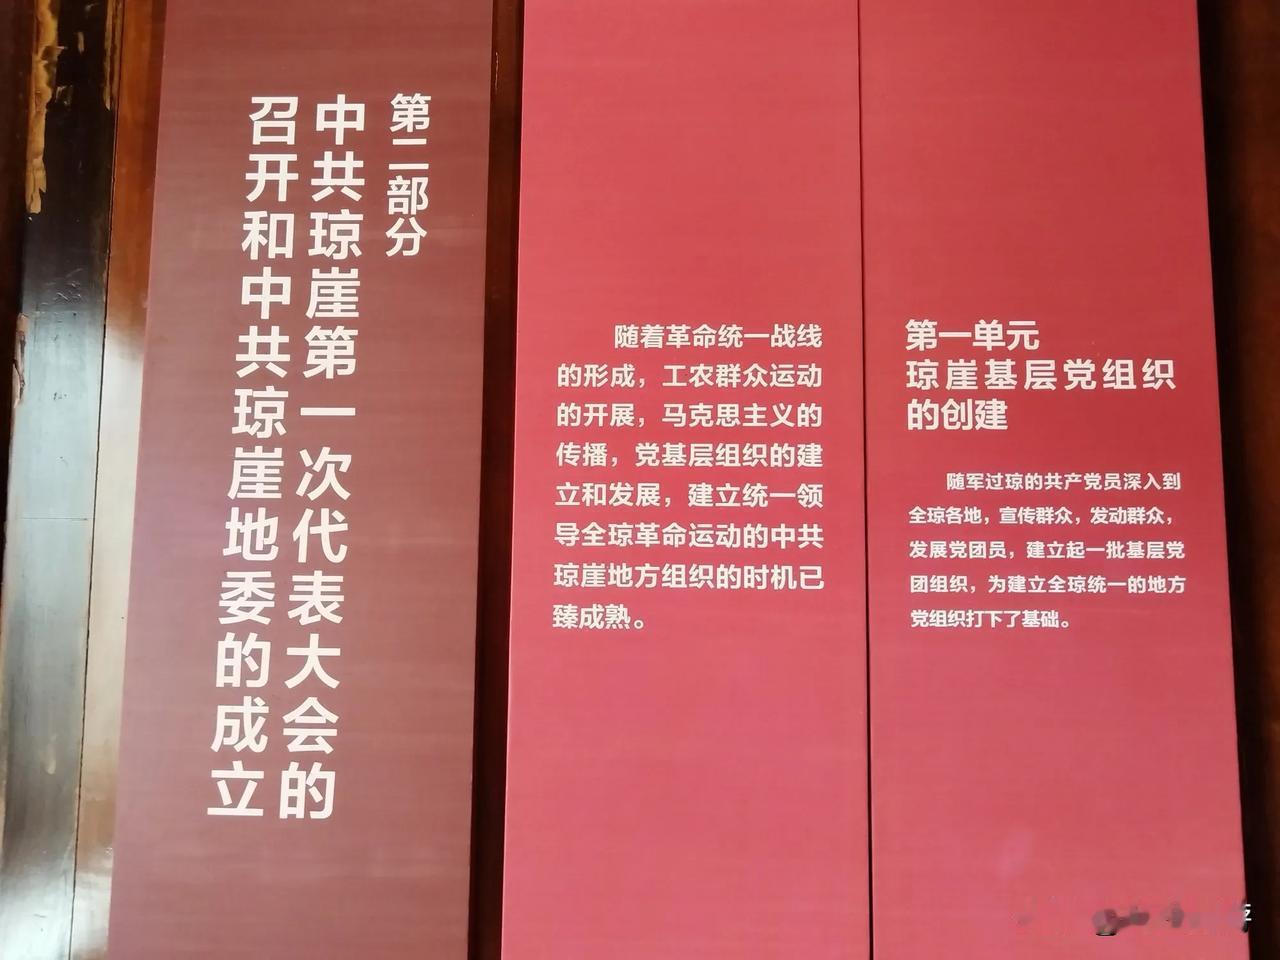 第二部分
中共琼崖第一次代表大会的
召开和中共琼崖地委的成立
随着革命统一战线
的形成，工农群众运动
的开展，马克思主义的
传播，党基层组织的建
立和发展，建立统一领
导全琼革命运动的中共
琼崖地方组织的时机已
臻成熟。
第一单元
琼崖基层党组织
的创建
随军过琼的共产党员深入到
全琼各地，宣传群众，发动群众，
发展党团员，建立起一批基层党
团组织，为建立全琼统一的地方
党组织打下了基础。